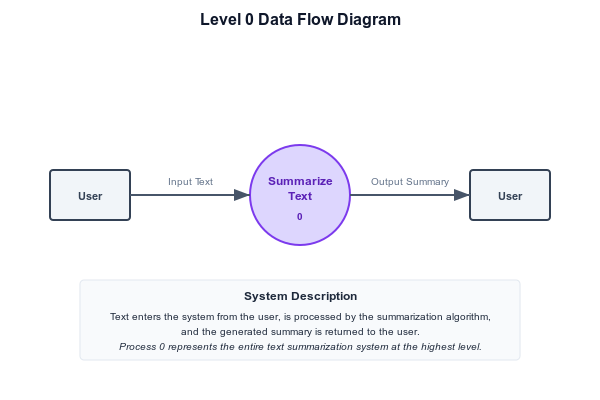 Level 0 Data Flow Diagram
User
Input Text
Summarize
Text
0
Output Summary
User
System Description
Text enters the system from the user, is processed by the summarization algorithm,
and the generated summary is returned to the user.
Process 0 represents the entire text summarization system at the highest level.